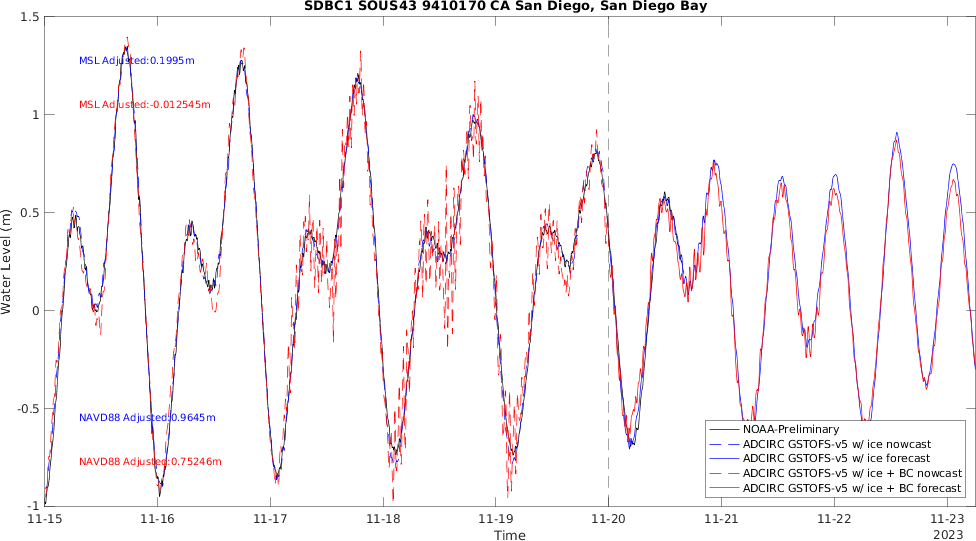 SDBC1 SOUS43 9410170 CA San Diego, San Diego Bay
1.5
1
0.5
0
-0.5
-1
Water Level (m)
MSL Adjusted:0.1995m
MSL Adjusted:-0.012545m
NAVD88 Adjusted:0.9645m
NAVD88 Adjusted:0.75246m
NOAA-Preliminary
ADCIRC GSTOFS-v5 w/ ice nowcast
ADCIRC GSTOFS-v5 w/ ice forecast
ADCIRC GSTOFS-v5 w/ ice + BC nowcast
ADCIRC GSTOFS-v5 w/ ice + BC forecast
11-15 11-16 11-17 11-18 11-19 11-20 11-21 11-22 11-23
2023
Time